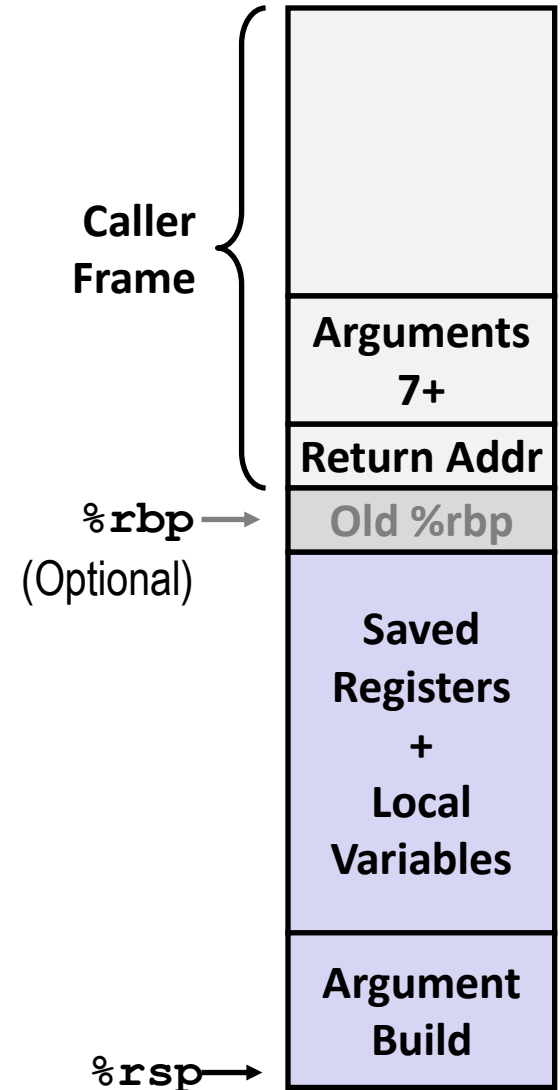 Caller
Frame
Arguments
7+
Return Addr
%rbp
Old %rbp
(Optional)
Saved
Registers
+
Local
Variables
Argument
Build
%rsp